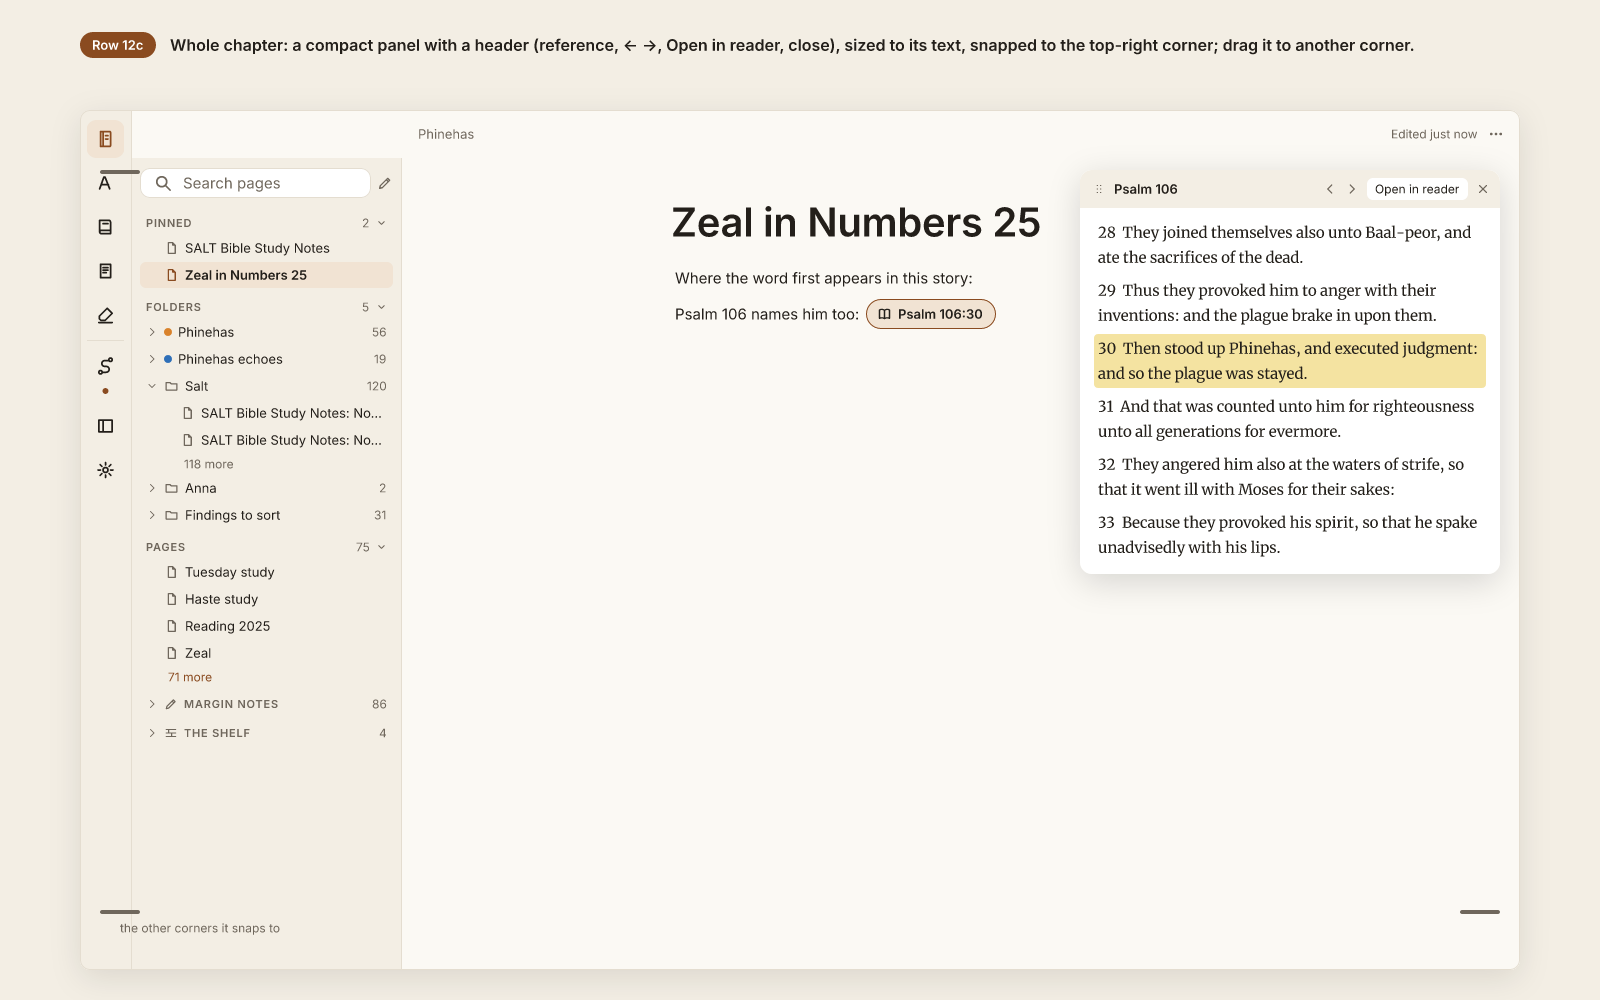 Row 12c
Whole chapter: a compact panel with a header (reference, ← →, Open in reader, close), sized to its text, snapped to the top-right corner; drag it to another corner.
Phinehas
Edited just now
Search pages
PINNED 2
SALT Bible Study Notes
Zeal in Numbers 25
FOLDERS 5
Phinehas 56
Phinehas echoes 19
Salt 120
SALT Bible Study Notes: No...
SALT Bible Study Notes: No...
118 more
Anna 2
Findings to sort 31
PAGES 75
Tuesday study
Haste study
Reading 2025
Zeal
71 more
MARGIN NOTES 86
THE SHELF 4
the other corners it snaps to
Zeal in Numbers 25
Where the word first appears in this story:
Psalm 106 names him too: Psalm 106:30
Psalm 106
Open in reader
28 They joined themselves also unto Baal-peor, and
ate the sacrifices of the dead.
29 Thus they provoked him to anger with their
inventions: and the plague brake in upon them.
30 Then stood up Phinehas, and executed judgment:
and so the plague was stayed.
31 And that was counted unto him for righteousness
unto all generations for evermore.
32 They angered him also at the waters of strife, so
that it went ill with Moses for their sakes:
33 Because they provoked his spirit, so that he spake
unadvisedly with his lips.